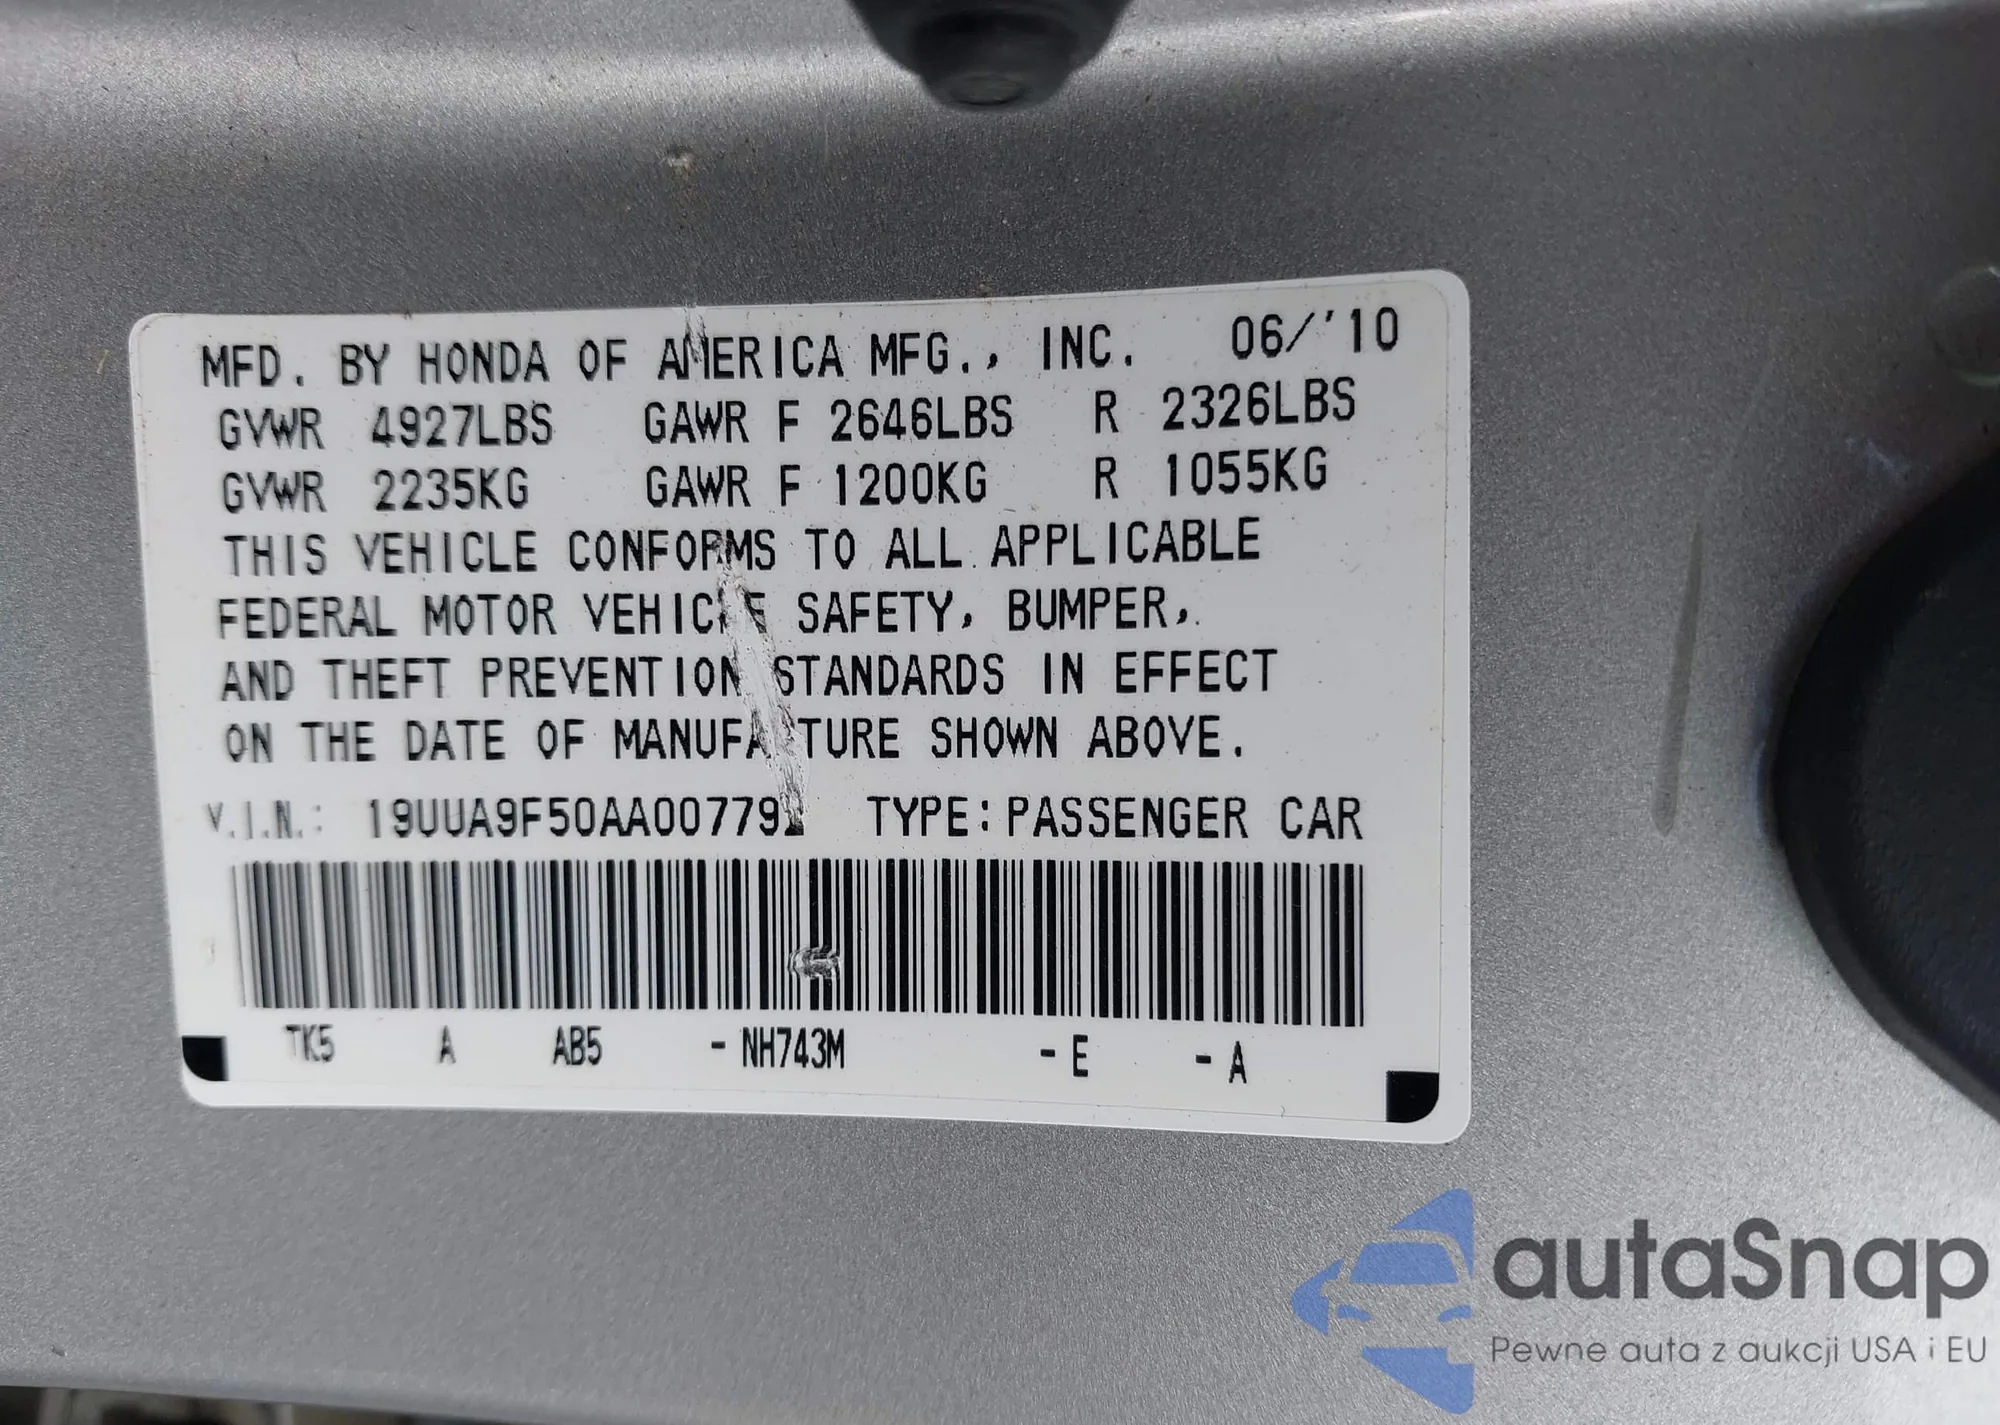 MFD. BY HONDA OF AMERICA MFG., INC. 06/'10
GVWR 4927LBS GAWR F 2646LBS R 2326LBS
GVWR 2235KG GAWR F 1200KG R 1055KG
THIS VEHICLE CONFORMS TO ALL APPLICABLE
FEDERAL MOTOR VEHICLE SAFETY, BUMPER,
AND THEFT PREVENTION STANDARDS IN EFFECT
ON THE DATE OF MANUFACTURE SHOWN ABOVE.
V.I.N.: 19UUA9F50AA007792 TYPE: PASSENGER CAR
TK5 A AB5 - NH743M - E - A
autaSnap
Pewne auta z aukcji USA i EU